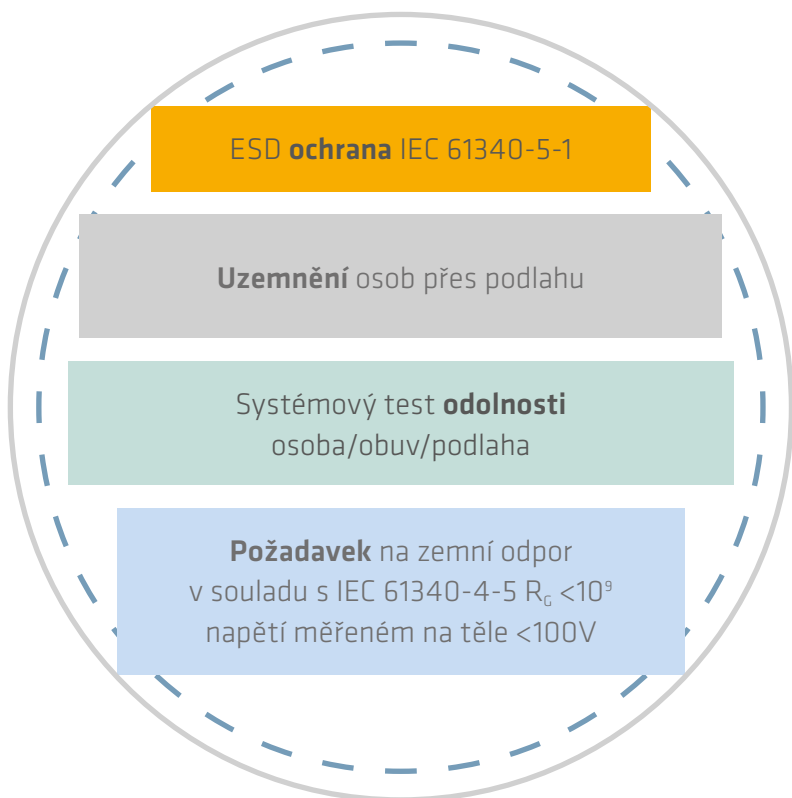 ESD ochrana IEC 61340-5-1
Uzemnění osob přes podlahu
Systémový test odolnosti
osoba/obuv/podlaha
Požadavek na zemní odpor
v souladu s IEC 61340-4-5 R_G <10⁹
napětí měřeném na těle <100V